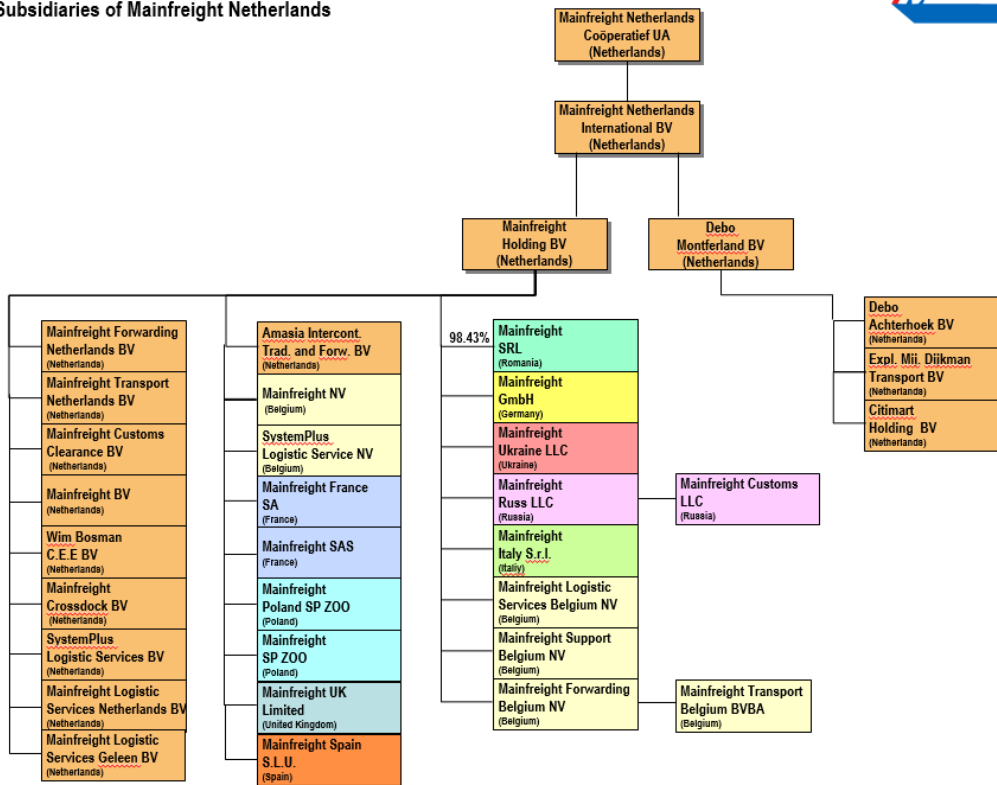 Subsidiaries of Mainfreight Netherlands
Mainfreight Netherlands
Coöperatief UA
(Netherlands)
Mainfreight Netherlands
International BV
(Netherlands)
Mainfreight
Holding BV
(Netherlands)
Debo
Montferland BV
(Netherlands)
Mainfreight Forwarding
Netherlands BV
(Netherlands)
Mainfreight Transport
Netherlands BV
(Netherlands)
Mainfreight Customs
Clearance BV
(Netherlands)
Mainfreight BV
(Netherlands)
Wim Bosman
C.E.E BV
(Netherlands)
Mainfreight
Crossdock BV
(Netherlands)
SystemPlus
Logistic Services BV
(Netherlands)
Mainfreight Logistic
Services Netherlands BV
(Netherlands)
Mainfreight Logistic
Services Geleen BV
(Netherlands)
Amasia Intercont.
Trad. and Forw. BV
(Netherlands)
Mainfreight NV
(Belgium)
SystemPlus
Logistic Service NV
(Belgium)
Mainfreight France
SA
(France)
Mainfreight SAS
(France)
Mainfreight
Poland SP ZOO
(Poland)
Mainfreight
SP ZOO
(Poland)
Mainfreight UK
Limited
(United Kingdom)
Mainfreight Spain
S.L.U.
(Spain)
98.43%
Mainfreight
SRL
(Romania)
Mainfreight
GmbH
(Germany)
Mainfreight
Ukraine LLC
(Ukraine)
Mainfreight
Russ LLC
(Russia)
Mainfreight
Italy S.r.l.
(Italiy)
Mainfreight Logistic
Services Belgium NV
(Belgium)
Mainfreight Support
Belgium NV
(Belgium)
Mainfreight Forwarding
Belgium NV
(Belgium)
Mainfreight Customs
LLC
(Russia)
Mainfreight Transport
Belgium BVBA
(Belgium)
Debo
Achterhoek BV
(Netherlands)
Expl. Mij. Dijkman
Transport BV
(Netherlands)
Citimart
Holding BV
(Netherlands)